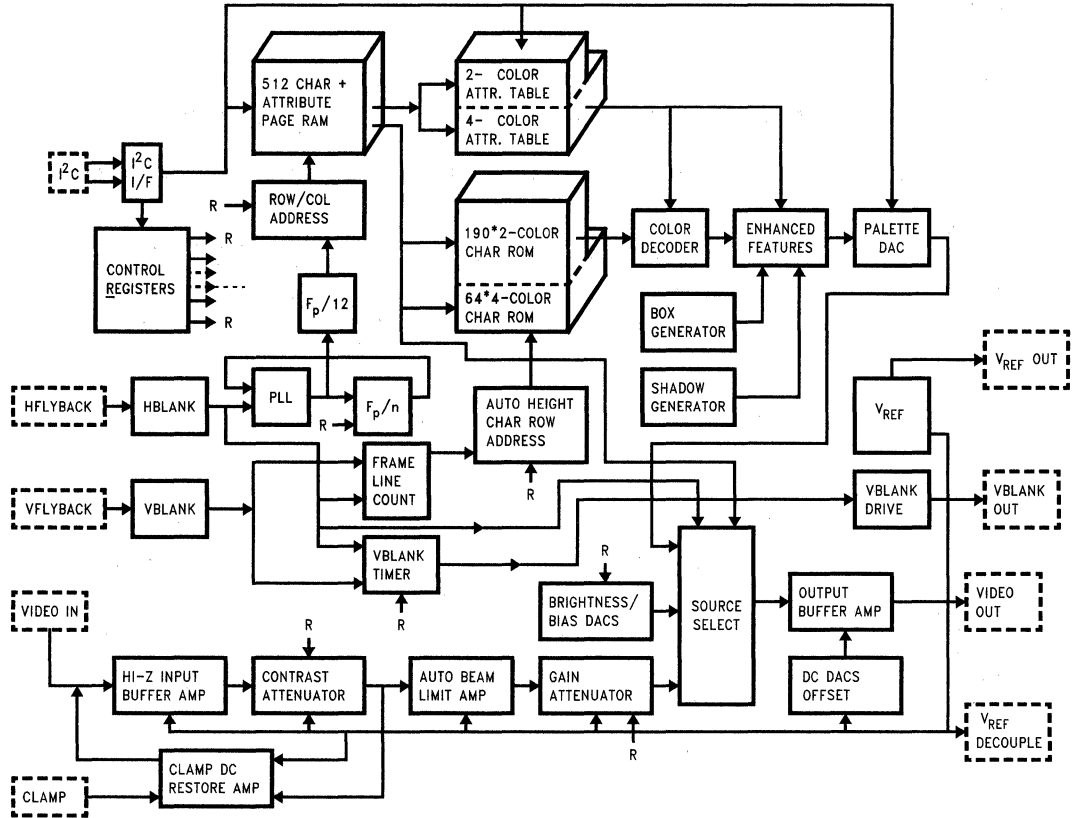 512 CHAR +
ATTRIBUTE
PAGE RAM
2- COLOR
ATTR. TABLE
4- COLOR
ATTR. TABLE
I²C
I²C
I/F
R
ROW/COL
ADDRESS
190*2-COLOR
CHAR ROM
64*4-COLOR
CHAR ROM
COLOR
DECODER
ENHANCED
FEATURES
PALETTE
DAC
CONTROL
REGISTERS
R
R
Fp/12
BOX
GENERATOR
SHADOW
GENERATOR
VREF
VREF OUT
HFLYBACK
HBLANK
PLL
Fp/n
R
AUTO HEIGHT
CHAR ROW
ADDRESS
R
FRAME
LINE
COUNT
VFLYBACK
VBLANK
VBLANK
DRIVE
VBLANK
OUT
VBLANK
TIMER
R
R
BRIGHTNESS/
BIAS DACS
SOURCE
SELECT
OUTPUT
BUFFER AMP
VIDEO
OUT
VIDEO IN
R
HI-Z INPUT
BUFFER AMP
CONTRAST
ATTENUATOR
AUTO BEAM
LIMIT AMP
GAIN
ATTENUATOR
R
DC DACS
OFFSET
VREF
DECOUPLE
CLAMP DC
RESTORE AMP
CLAMP